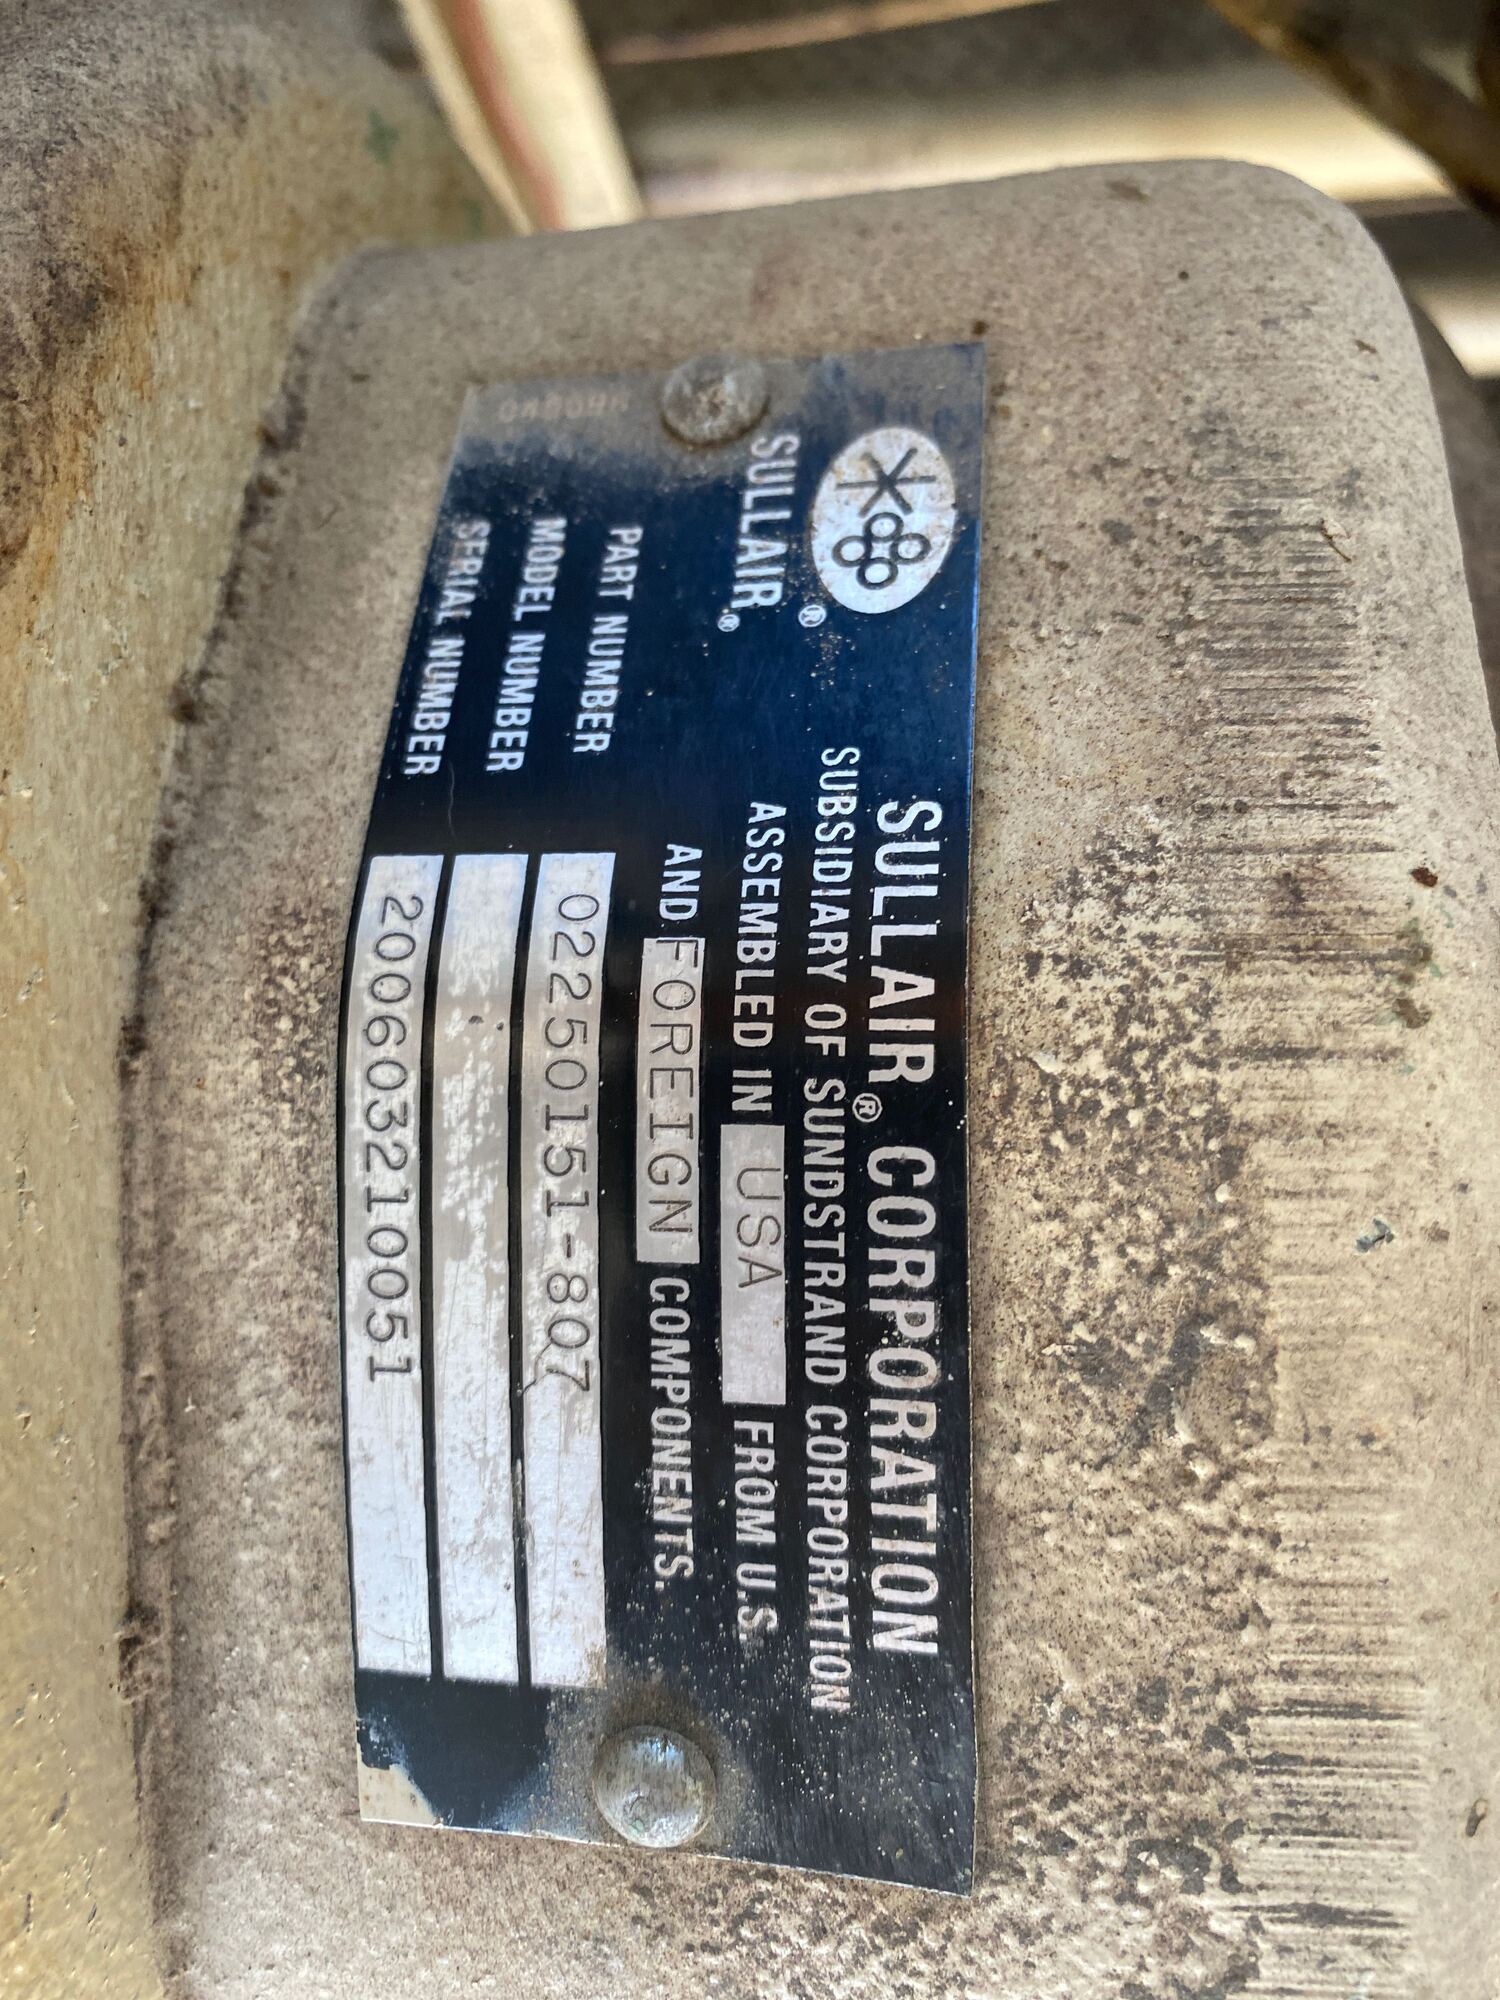 SULLAIR® CORPORATION
SUBSIDIARY OF SUNDSTRAND CORPORATION
®
SULLAIR®
ASSEMBLED IN USA FROM U.S.
AND FOREIGN COMPONENTS.
PART NUMBER 02250151-807
MODEL NUMBER
SERIAL NUMBER 200603210051